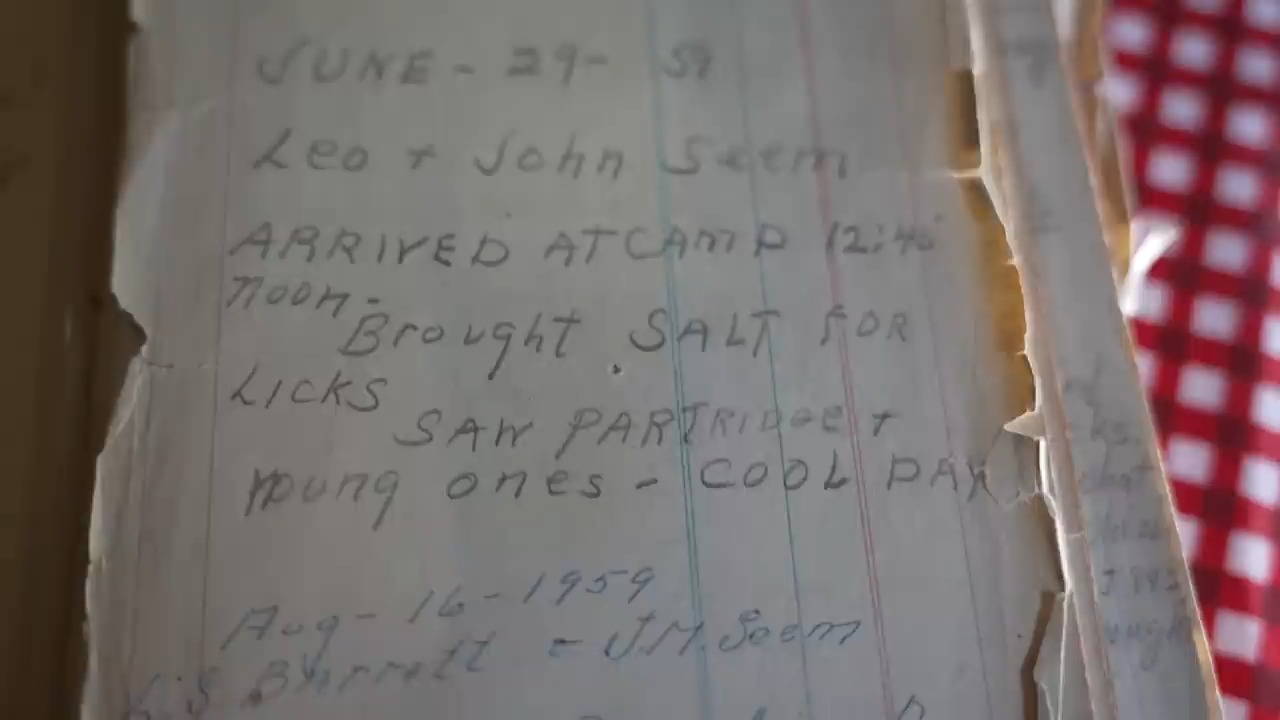 JUNE - 29 - 59
Leo + John Seem
ARRIVED AT CAMP 12:40
Noon -
Brought SALT FOR
LICKS
SAW PARTRIDGE +
Young ones - COOL DAY
Aug - 16 - 1959
Barrett = J.M. Seem